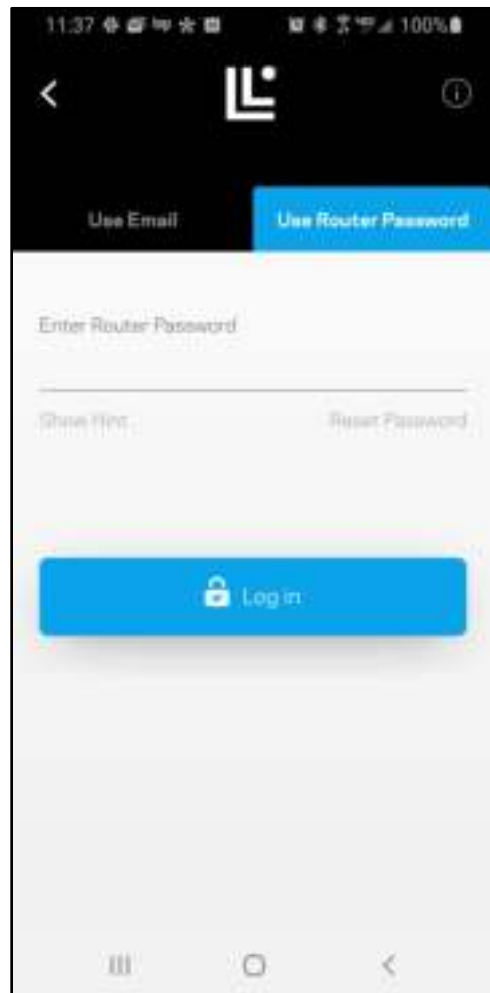 11:37 100%
Use Email Use Router Password
Enter Router Password
Show Hint Reset Password
Log in